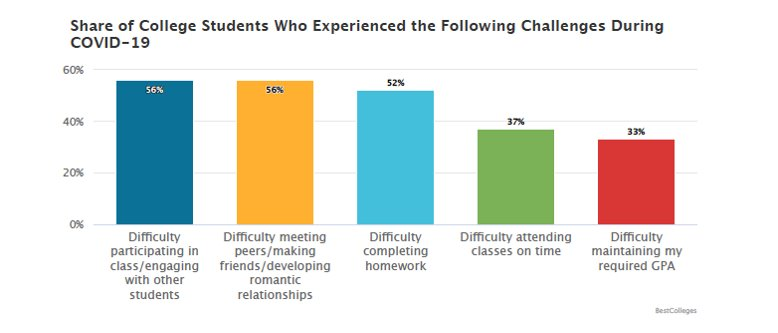 Share of College Students Who Experienced the Following Challenges During
COVID-19
60%
40%
20%
0%
56%
56%
52%
37%
33%
Difficulty
participating in
class/engaging
with other
students
Difficulty meeting
peers/making
friends/developing
romantic
relationships
Difficulty
completing
homework
Difficulty attending
classes on time
Difficulty
maintaining my
required GPA
BestColleges